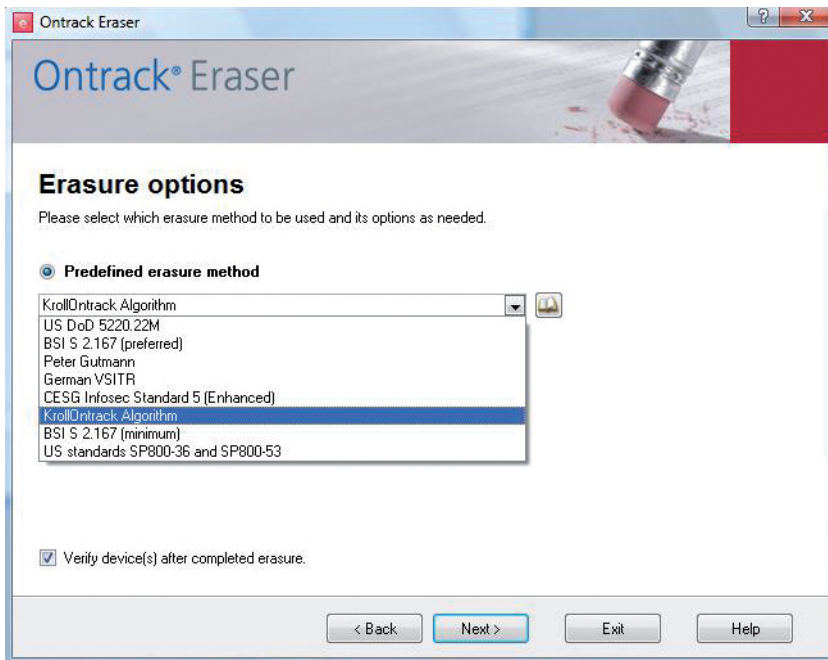 Ontrack Eraser
Ontrack® Eraser
Erasure options
Please select which erasure method to be used and its options as needed.
Predefined erasure method
KrollOntrack Algorithm
US DoD 5220.22M
BSI S 2.167 (preferred)
Peter Gutmann
German VSITR
CESG Infosec Standard 5 (Enhanced)
KrollOntrack Algorithm
BSI S 2.167 (minimum)
US standards SP800-36 and SP800-53
Verify device(s) after completed erasure.
< Back Next > Exit Help